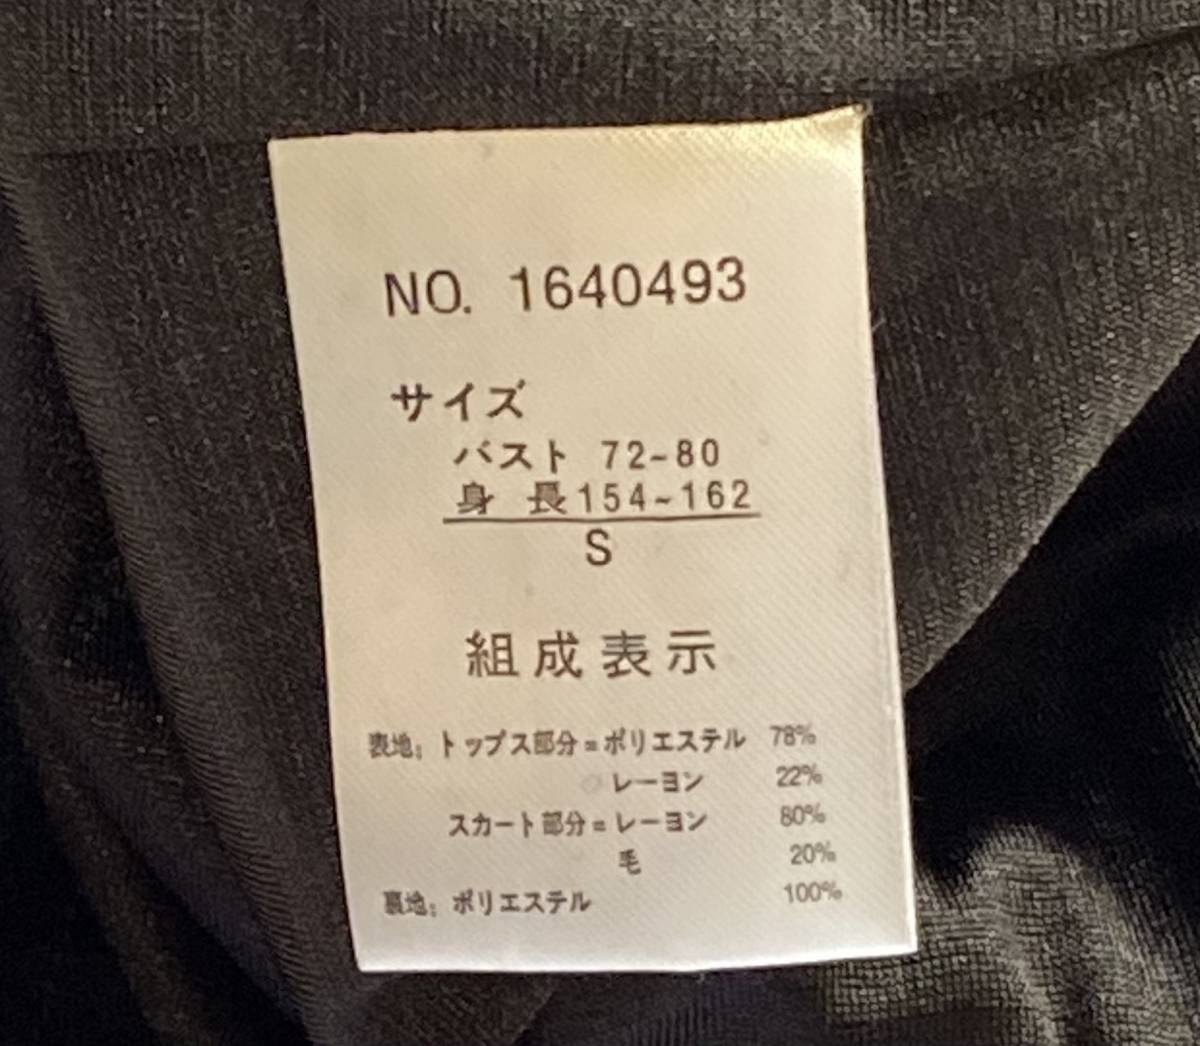 NO. 1640493
サイズ
バスト 72~80
身 長154~162
S
組成表示
表地; トップス部分=ポリエステル 78%
レーヨン 22%
スカート部分=レーヨン 80%
毛 20%
裏地; ポリエステル 100%